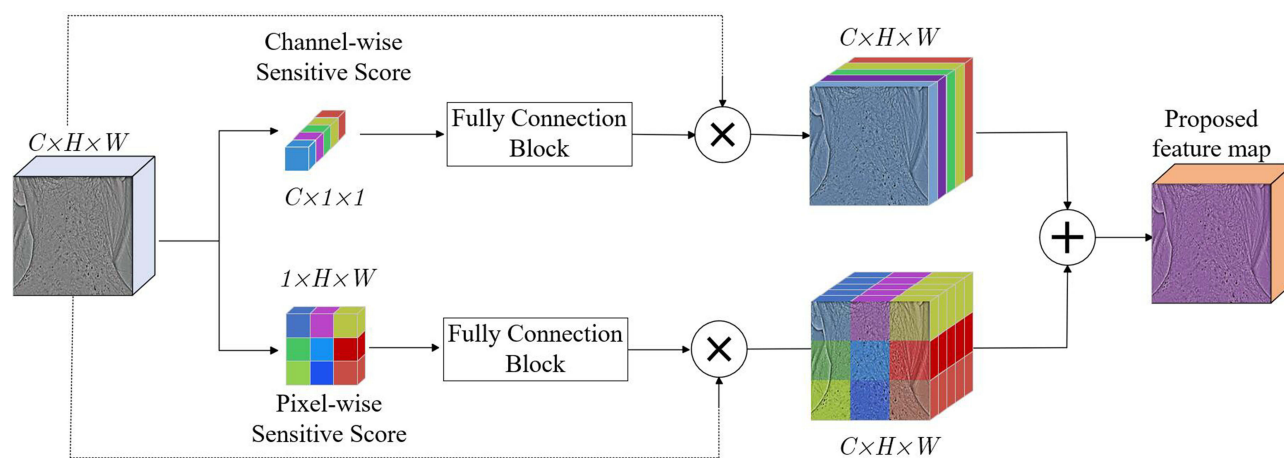 C×H×W
Channel-wise
Sensitive Score
C×1×1
Fully Connection
Block
×
C×H×W
1×H×W
Pixel-wise
Sensitive Score
Fully Connection
Block
×
C×H×W
+
Proposed
feature map